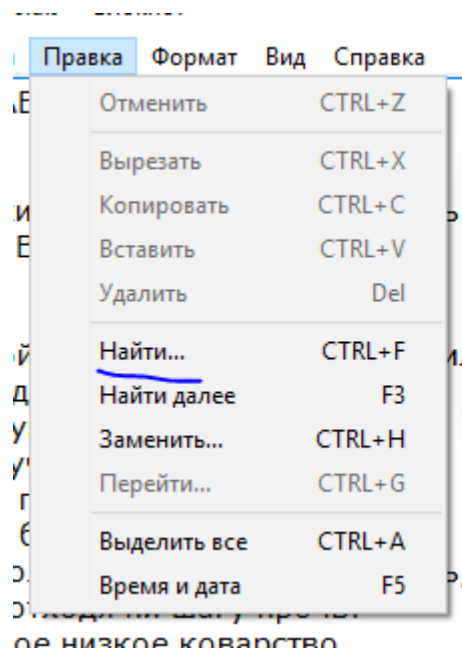 Правка Формат Вид Справка
Отменить CTRL+Z
Вырезать CTRL+X
Копировать CTRL+C
Вставить CTRL+V
Удалить Del
Найти... CTRL+F
Найти далее F3
Заменить... CTRL+H
Перейти... CTRL+G
Выделить все CTRL+A
Время и дата F5
низкое коварство